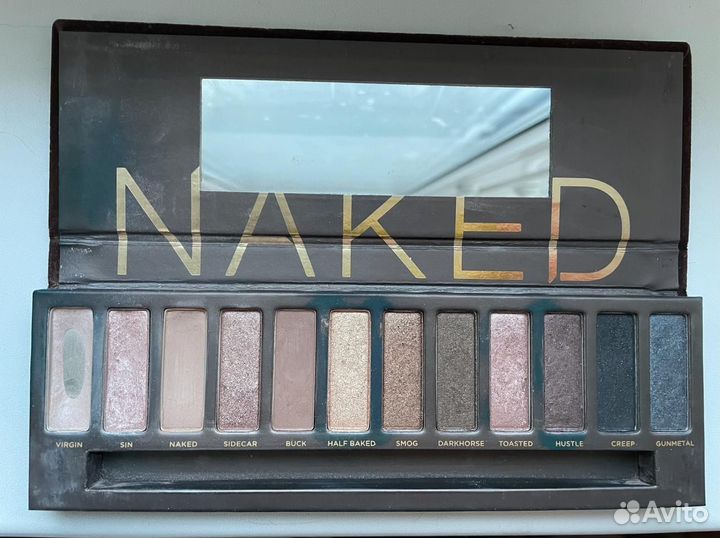 NAKED
VIRGIN SIN NAKED SIDECAR BUCK HALF BAKED SMOG DARKHORSE TOASTED HUSTLE CREEP GUNMETAL
Avito